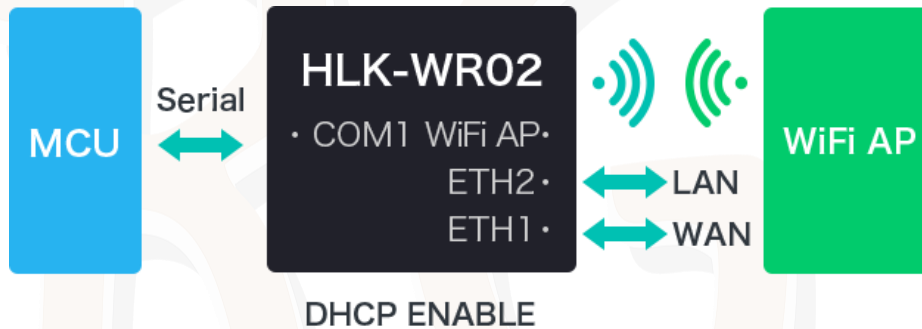 MCU
Serial
HLK-WR02
· COM1 WiFi AP·
ETH2·
ETH1·
LAN
WAN
WiFi AP
DHCP ENABLE